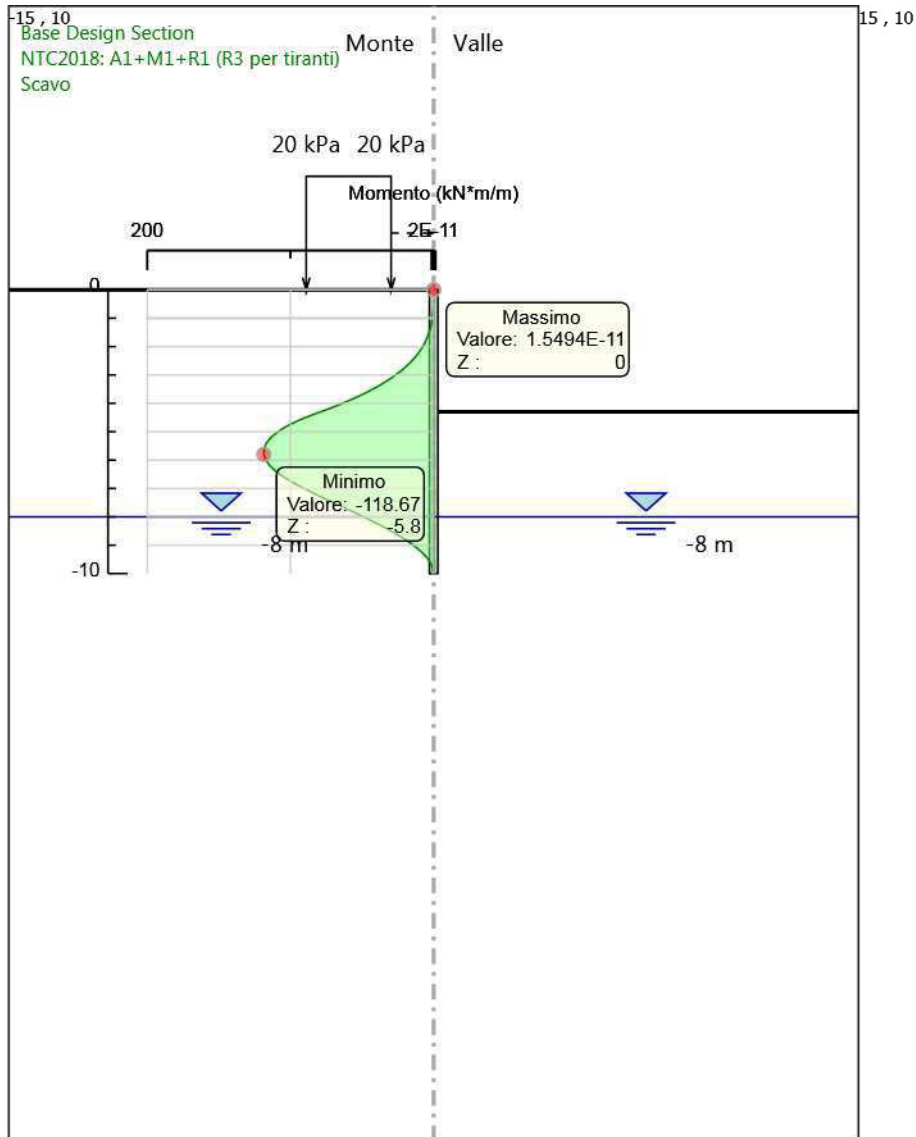 -15 , 10
15 , 10
Base Design Section
NTC2018: A1+M1+R1 (R3 per tiranti)
Scavo
Monte
Valle
20 kPa 20 kPa
Momento (kN*m/m)
200
2E-11
0
Massimo
Valore: 1.5494E-11
Z : 0
Minimo
Valore: -118.67
Z : -5.8
-8 m
-8 m
-10